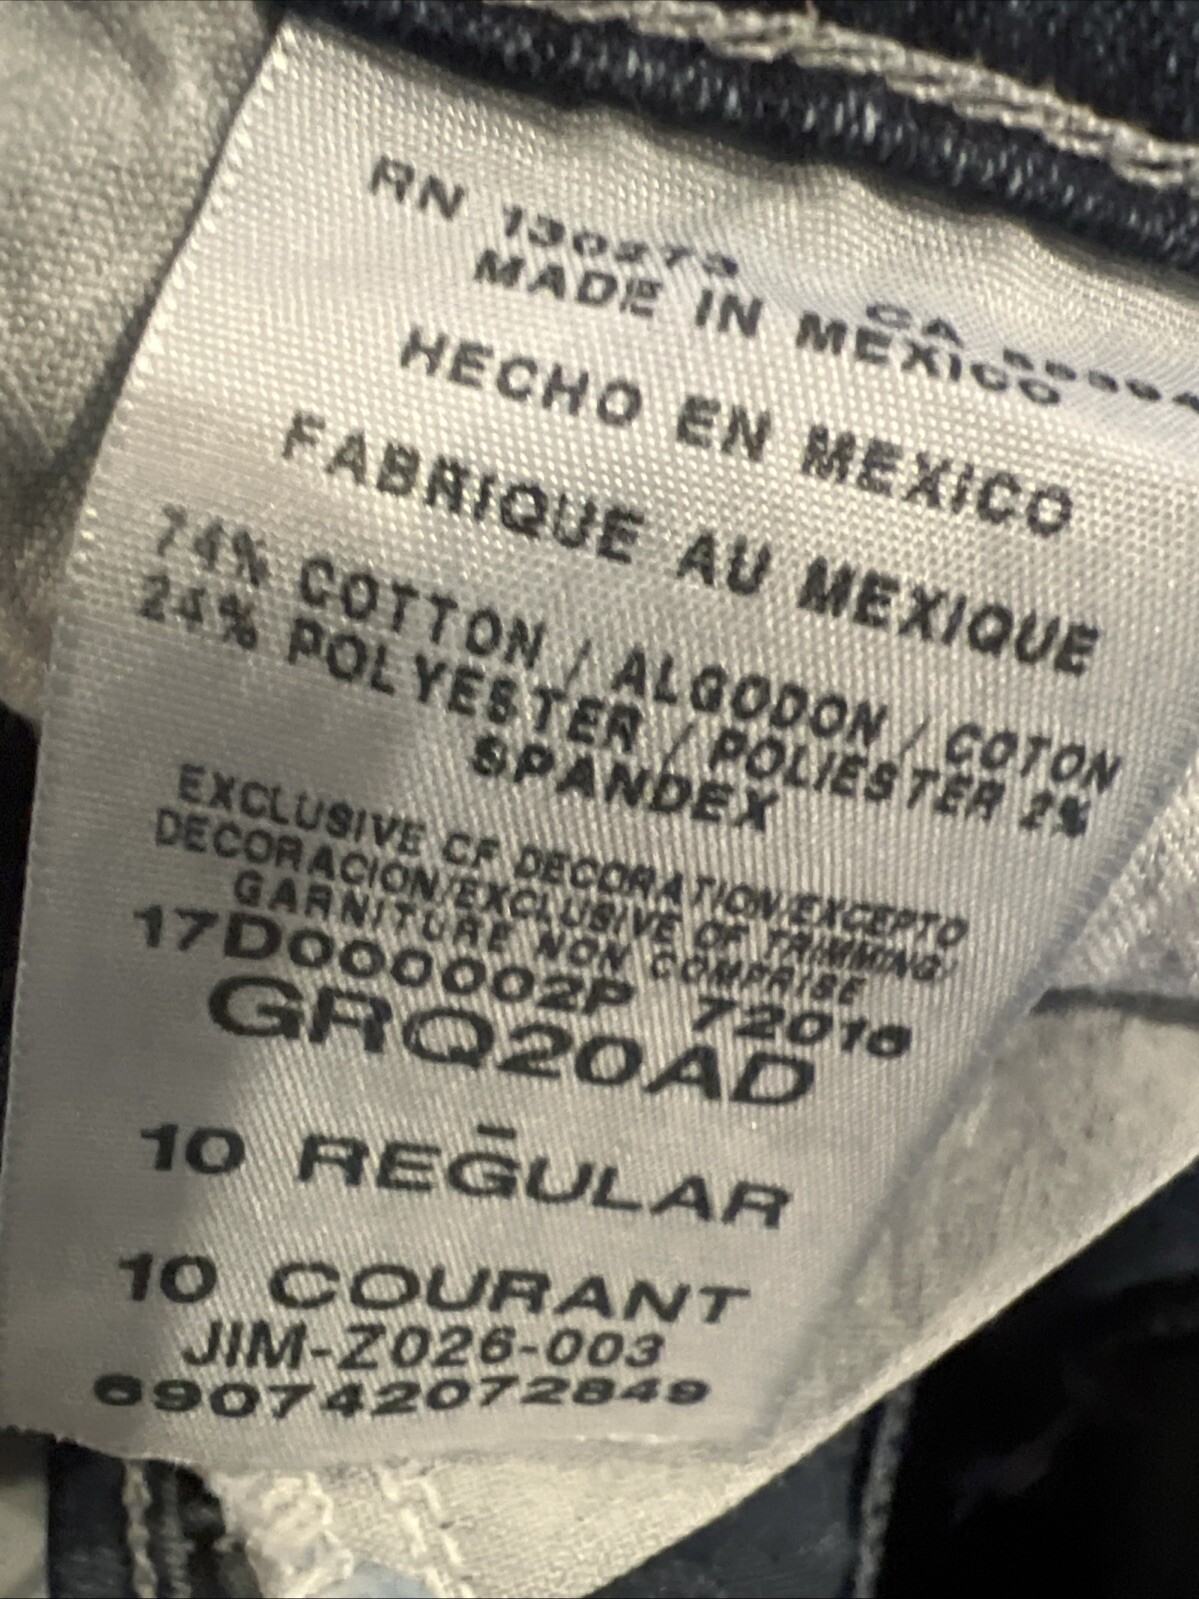 RN 130273 CA
MADE IN MEXICO
HECHO EN MEXICO
FABRIQUE AU MEXIQUE
74% COTTON / ALGODON / COTON
24% POLYESTER / POLIESTER 2%
SPANDEX
EXCLUSIVE OF DECORATION/EXCEPTO
DECORACION/EXCLUSIVE OF TRIMMING/
GARNITURE NON COMPRISE
17D000002P 72016
GRQ20AD
10 REGULAR
10 COURANT
JIM-Z026-003
690742072849